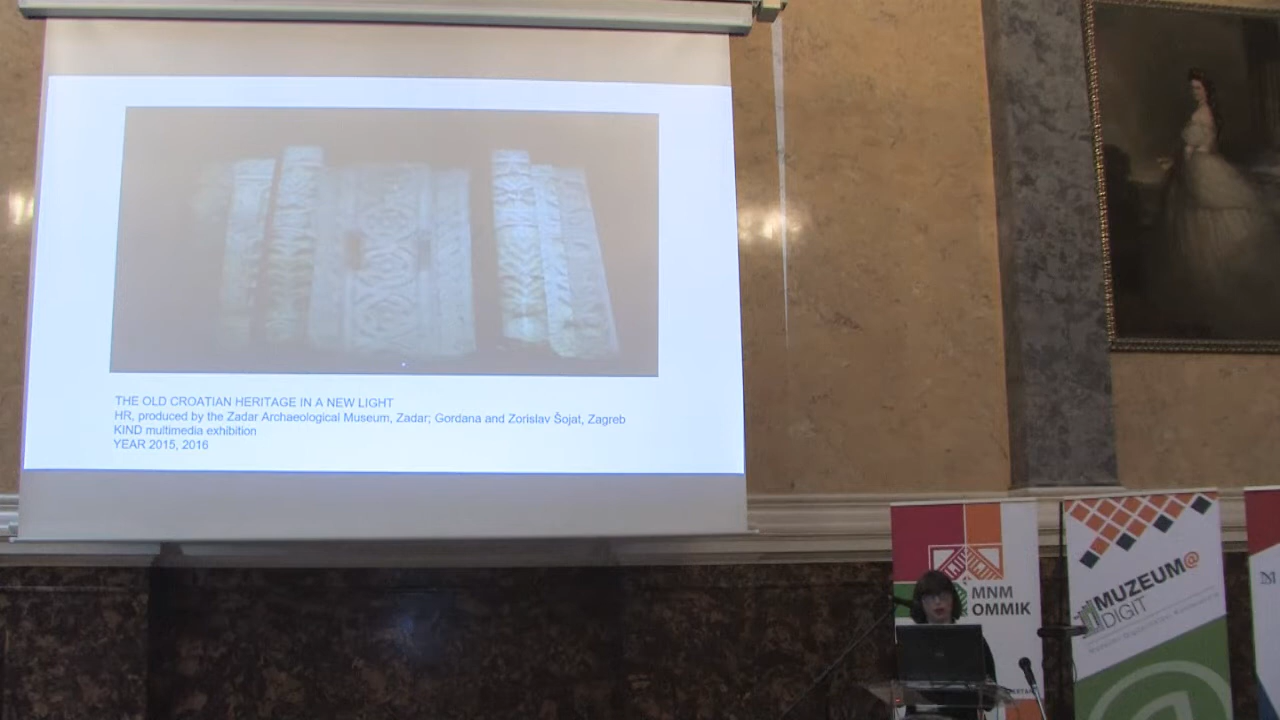 THE OLD CROATIAN HERITAGE IN A NEW LIGHT
HR, produced by the Zadar Archaeological Museum, Zadar; Gordana and Zorislav Šojat, Zagreb
KIND multimedia exhibition
YEAR 2015, 2016
MNM
OMMIK
MUZEUM@
DIGIT